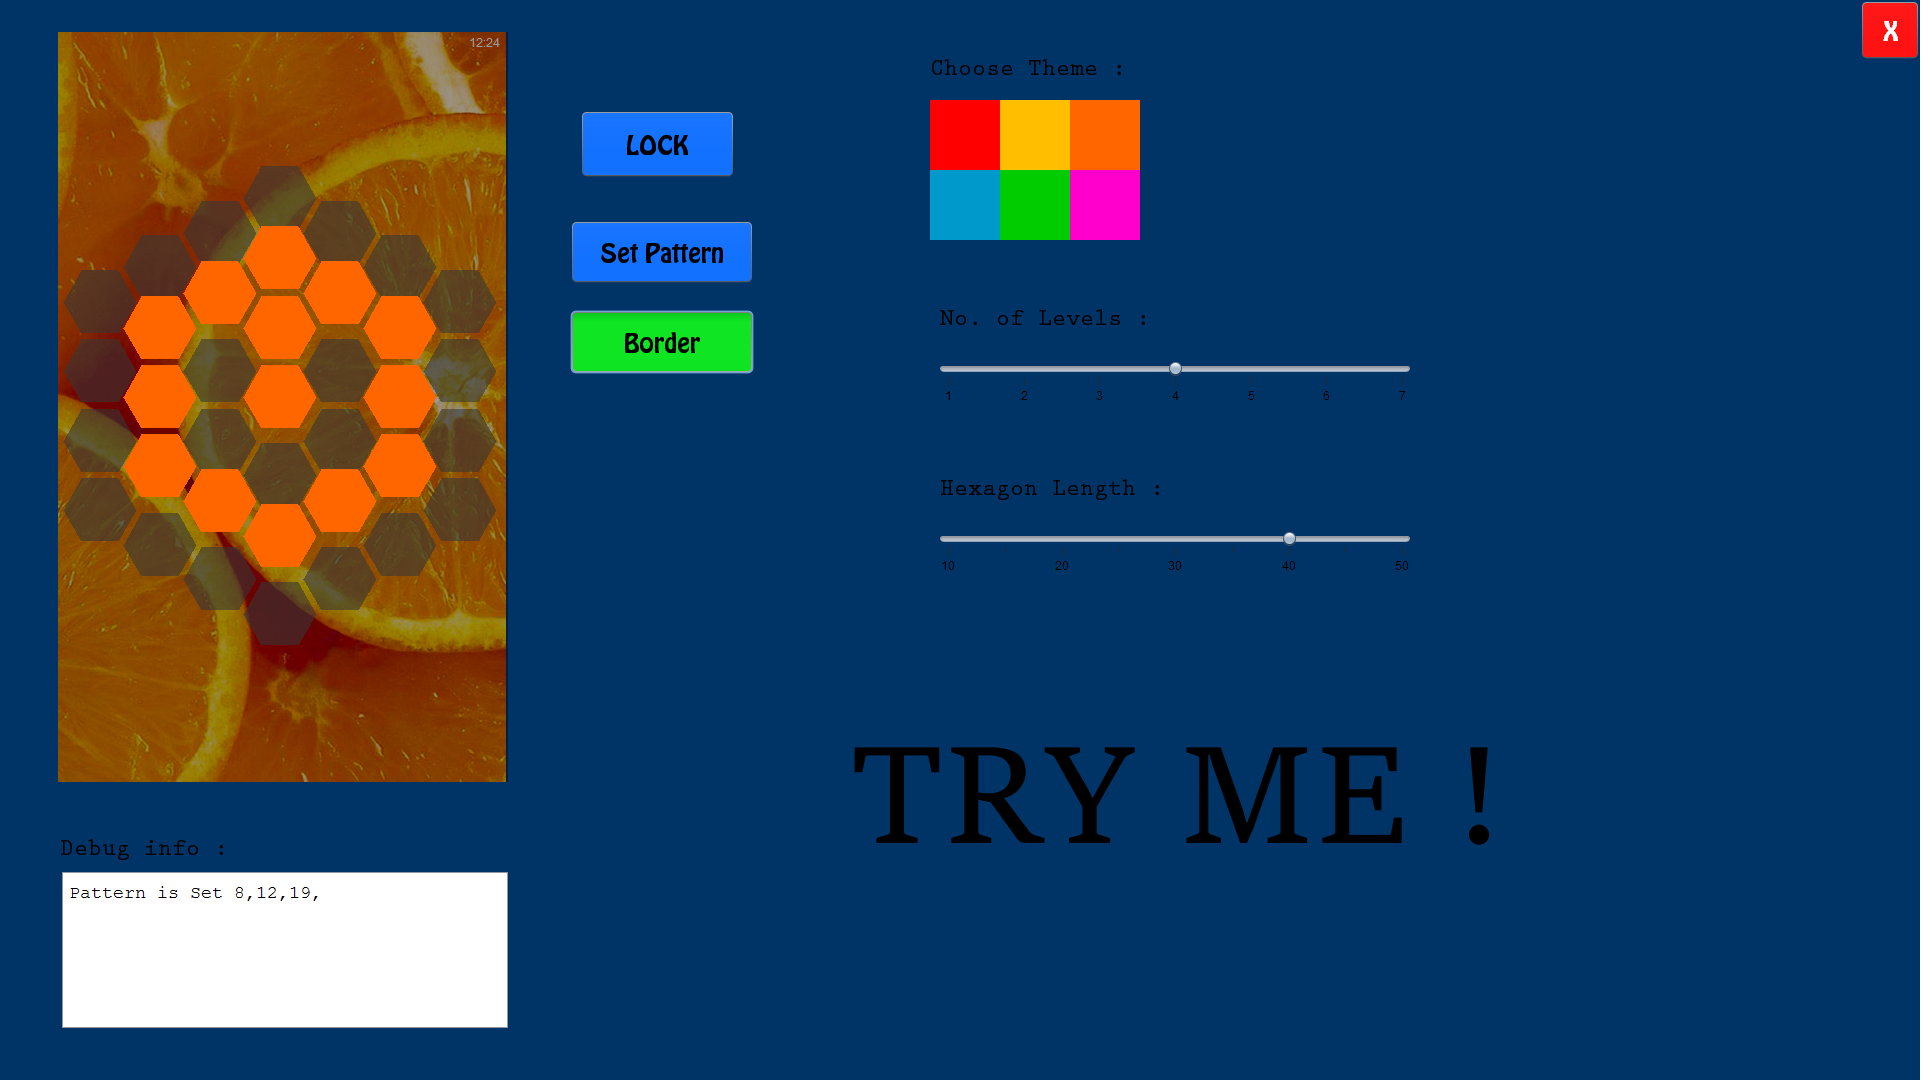 12:24
X
Choose Theme :
LOCK
Set Pattern
Border
No. of Levels :
1 2 3 4 5 6 7
Hexagon Length :
10 20 30 40 50
TRY ME !
Debug info :
Pattern is Set 8,12,19,